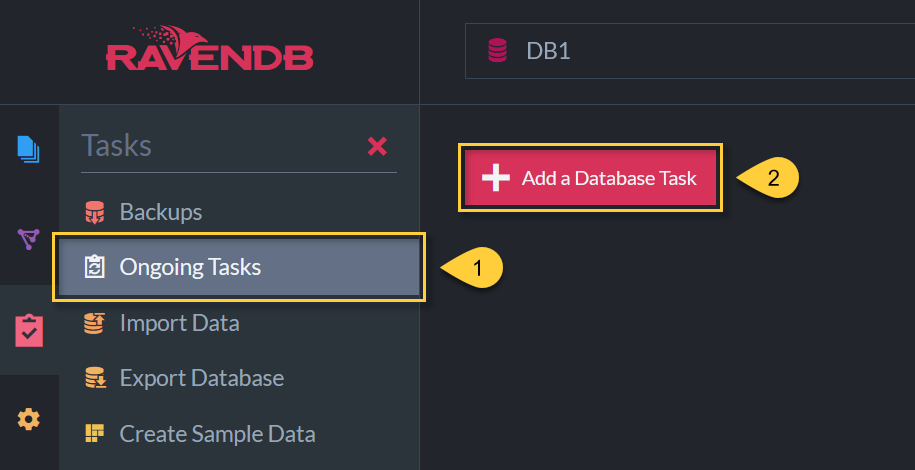 RAVENDB
DB1
Tasks
Add a Database Task
2
Backups
Ongoing Tasks
1
Import Data
Export Database
Create Sample Data